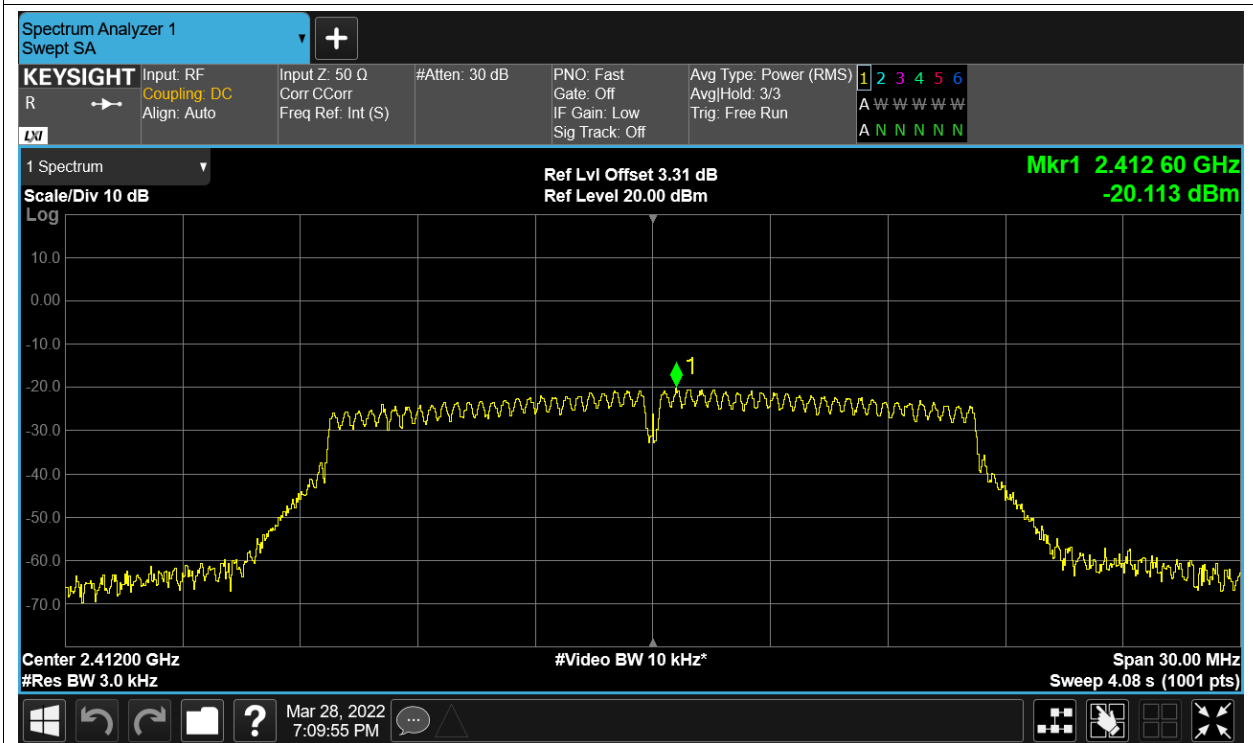 Spectrum Analyzer 1
Swept SA
KEYSIGHT
R
LXI
Input: RF
Coupling: DC
Align: Auto
Input Z: 50 Ω
Corr CCorr
Freq Ref: Int (S)
#Atten: 30 dB
PNO: Fast
Gate: Off
IF Gain: Low
Sig Track: Off
Avg Type: Power (RMS)
Avg|Hold: 3/3
Trig: Free Run
1 2 3 4 5 6
A W W W W W
A N N N N N
1 Spectrum
Scale/Div 10 dB
Log
Ref Lvl Offset 3.31 dB
Ref Level 20.00 dBm
Mkr1 2.412 60 GHz
-20.113 dBm
10.0
0.00
-10.0
-20.0
-30.0
-40.0
-50.0
-60.0
-70.0
1
Center 2.41200 GHz
#Res BW 3.0 kHz
#Video BW 10 kHz*
Span 30.00 MHz
Sweep 4.08 s (1001 pts)
?
Mar 28, 2022
7:09:55 PM